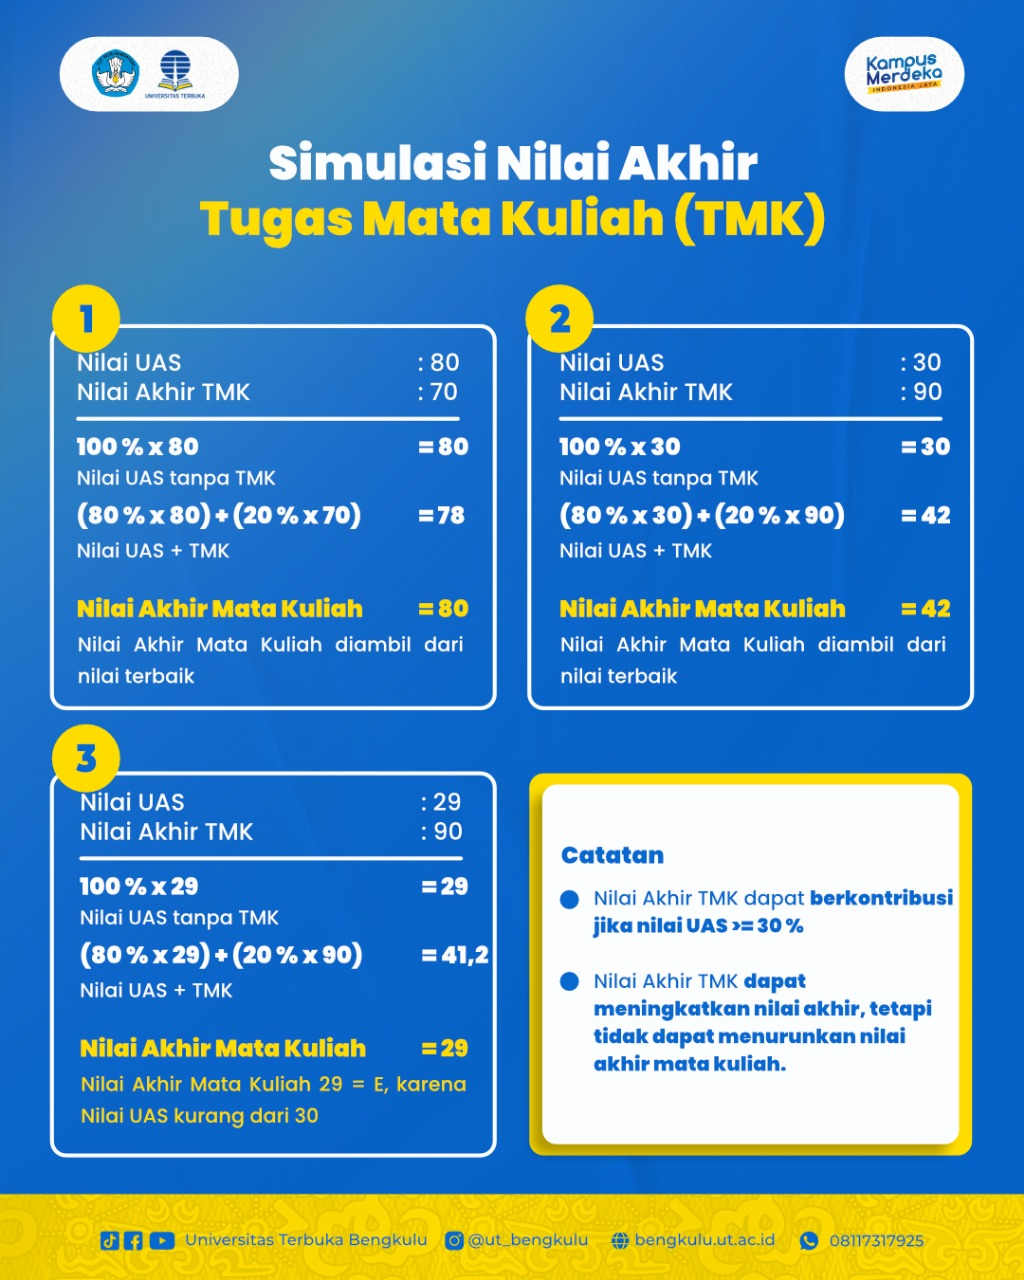 UNIVERSITAS TERBUKA
Kampus
Merdeka
INDONESIA JAYA
Simulasi Nilai Akhir
Tugas Mata Kuliah (TMK)
1
Nilai UAS : 80
Nilai Akhir TMK : 70
100 % x 80 = 80
Nilai UAS tanpa TMK
(80 % x 80) + (20 % x 70) = 78
Nilai UAS + TMK
Nilai Akhir Mata Kuliah = 80
Nilai Akhir Mata Kuliah diambil dari
nilai terbaik
2
Nilai UAS : 30
Nilai Akhir TMK : 90
100 % x 30 = 30
Nilai UAS tanpa TMK
(80 % x 30) + (20 % x 90) = 42
Nilai UAS + TMK
Nilai Akhir Mata Kuliah = 42
Nilai Akhir Mata Kuliah diambil dari
nilai terbaik
3
Nilai UAS : 29
Nilai Akhir TMK : 90
100 % x 29 = 29
Nilai UAS tanpa TMK
(80 % x 29) + (20 % x 90) = 41,2
Nilai UAS + TMK
Nilai Akhir Mata Kuliah = 29
Nilai Akhir Mata Kuliah 29 = E, karena
Nilai UAS kurang dari 30
Catatan
Nilai Akhir TMK dapat berkontribusi
jika nilai UAS >= 30 %
Nilai Akhir TMK dapat
meningkatkan nilai akhir, tetapi
tidak dapat menurunkan nilai
akhir mata kuliah.
Universitas Terbuka Bengkulu @ut_bengkulu bengkulu.ut.ac.id 08117317925